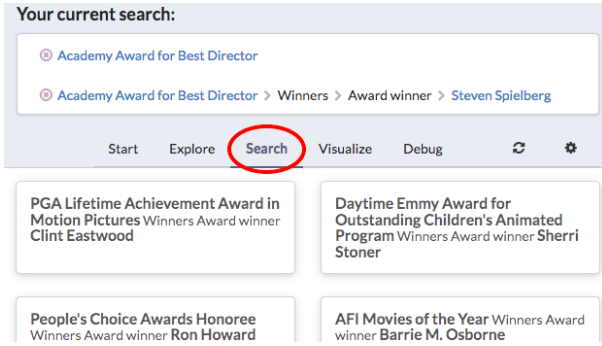 Your current search:
Academy Award for Best Director
Academy Award for Best Director > Winners > Award winner > Steven Spielberg
Start Explore Search Visualize Debug
PGA Lifetime Achievement Award in
Motion Pictures Winners Award winner
Clint Eastwood
Daytime Emmy Award for
Outstanding Children's Animated
Program Winners Award winner Sherri
Stoner
People's Choice Awards Honoree
Winners Award winner Ron Howard
AFI Movies of the Year Winners Award
winner Barrie M. Osborne